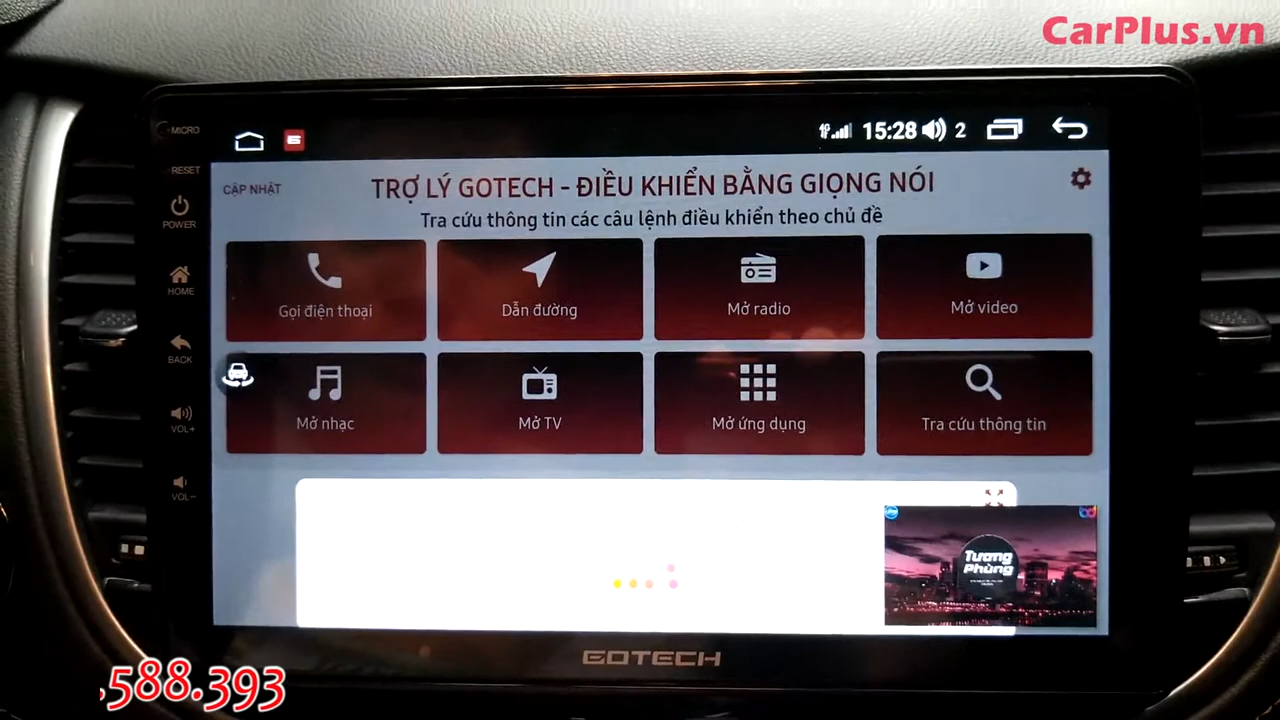 CarPlus.vn
MICRO
RESET
POWER
HOME
BACK
VOL+
VOL-
15:28
2
CẬP NHẬT
TRỢ LÝ GOTECH - ĐIỀU KHIỂN BẰNG GIỌNG NÓI
Tra cứu thông tin các câu lệnh điều khiển theo chủ đề
Gọi điện thoại
Dẫn đường
Mở radio
Mở video
Mở nhạc
Mở TV
Mở ứng dụng
Tra cứu thông tin
Tương
Phùng
GOTECH
.588.393